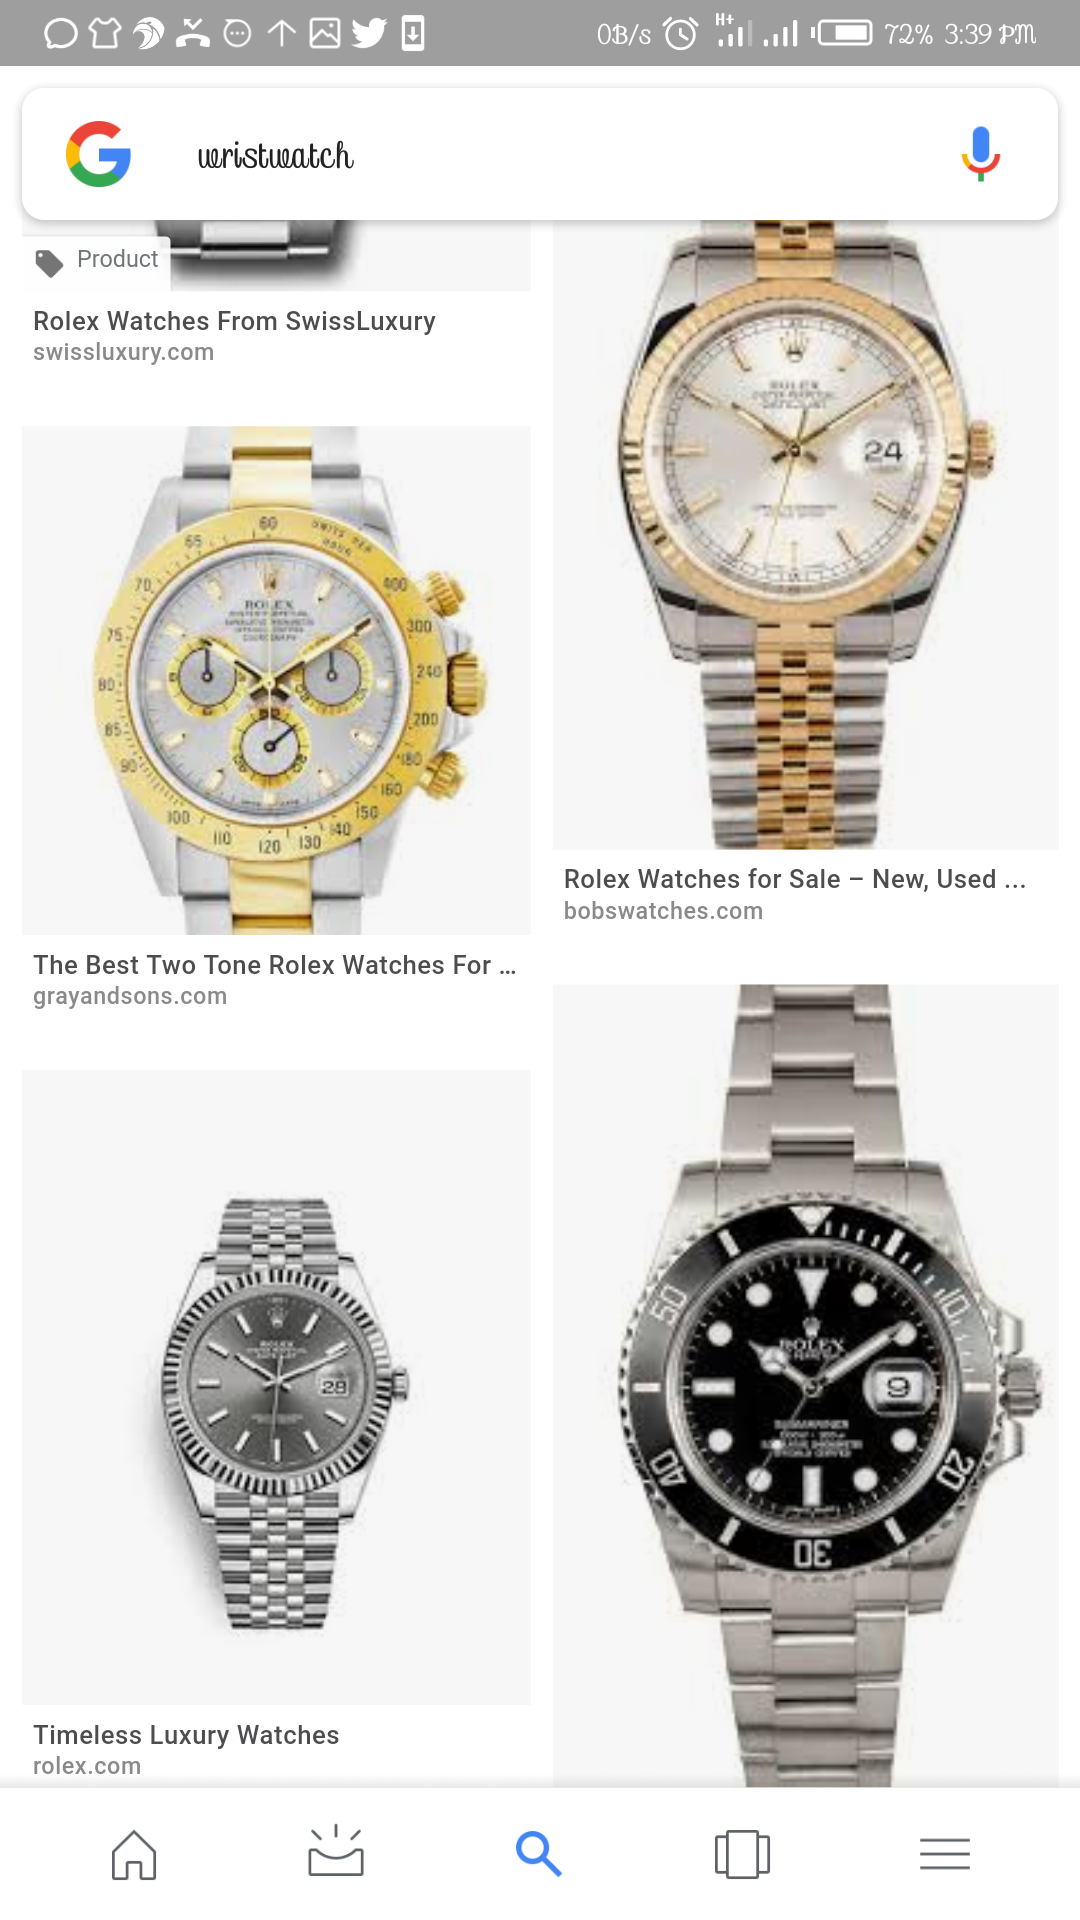 0B/s H+ 72% 3:39 PM
wristwatch
Product
Rolex Watches From SwissLuxury
swissluxury.com
ROLEX
24
Rolex Watches for Sale – New, Used ...
bobswatches.com
60
UNITS PER HOUR
65
70
75
80
85
90
100
110
120
130
140
150
160
180
200
240
300
400
ROLEX
The Best Two Tone Rolex Watches For ...
grayandsons.com
ROLEX
28
Timeless Luxury Watches
rolex.com
ROLEX
9
SUBMARINER
10
20
30
40
50